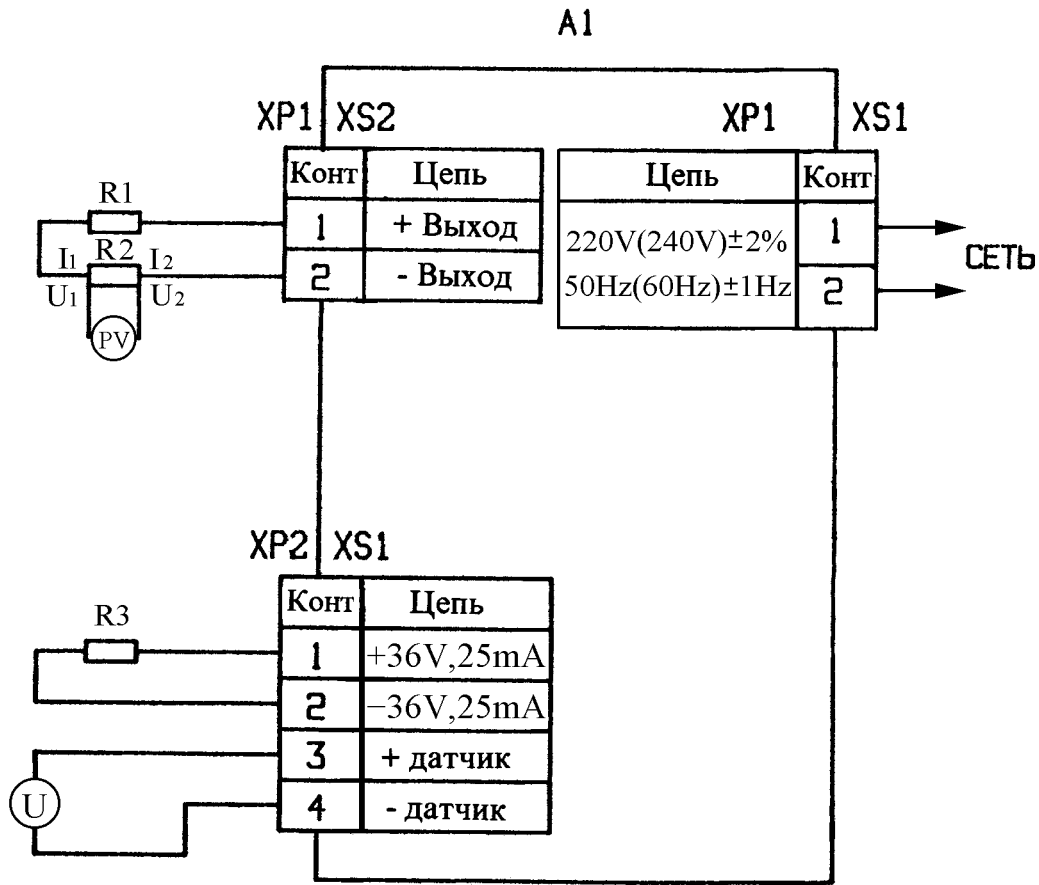 A1
XP1 XS2
Конт Цепь
1 + Выход
2 - Выход
R1
I1 R2 I2
U1 U2
PV
XP1 XS1
Цепь Конт
220V(240V)±2% 1
50Hz(60Hz)±1Hz 2
СЕТЬ
XP2 XS1
Конт Цепь
1 +36V,25mA
2 −36V,25mA
3 + датчик
4 - датчик
R3
U